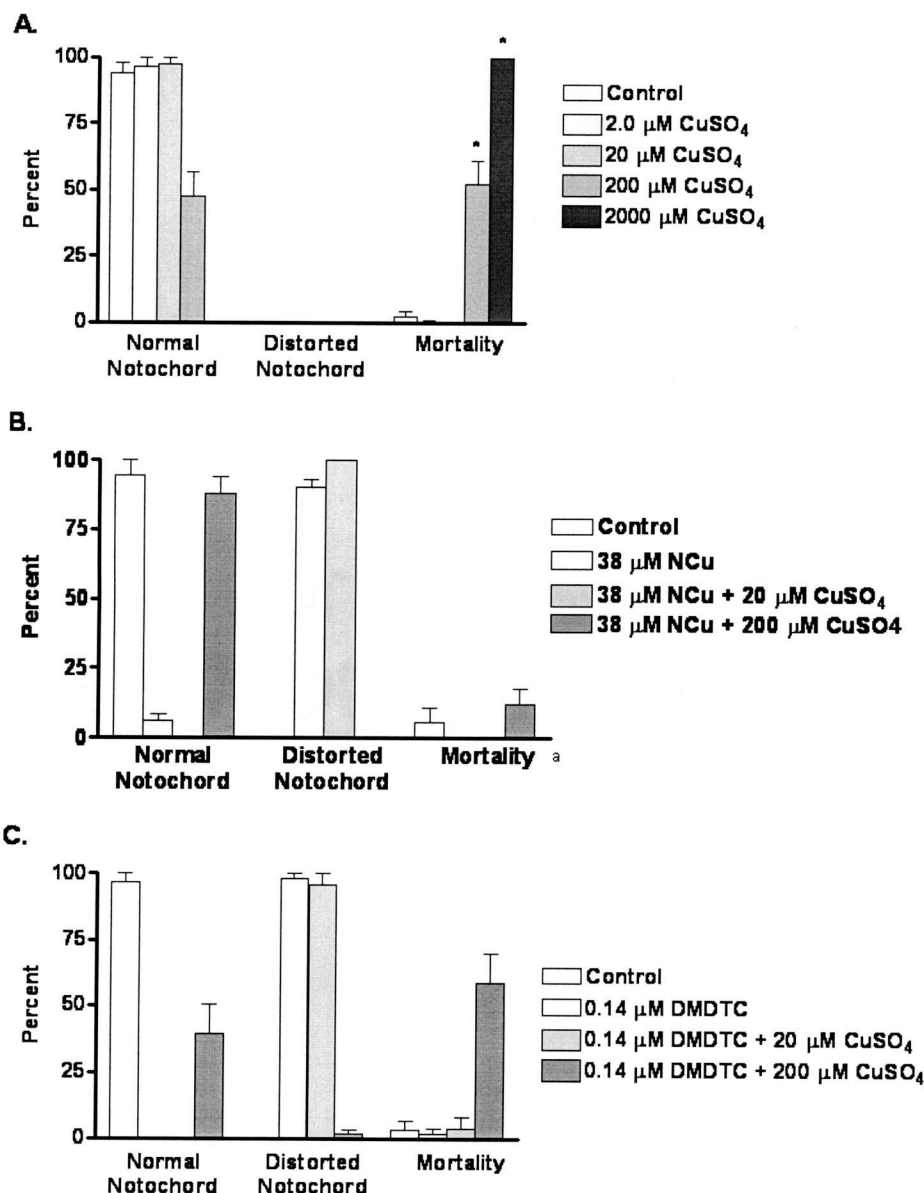 A.
Percent
100
75
50
25
0
* *
Normal Notochord
Distorted Notochord
Mortality
Control
2.0 µM CuSO₄
20 µM CuSO₄
200 µM CuSO₄
2000 µM CuSO₄
B.
Percent
100
75
50
25
0
Normal Notochord
Distorted Notochord
Mortality a
Control
38 µM NCu
38 µM NCu + 20 µM CuSO₄
38 µM NCu + 200 µM CuSO4
C.
Percent
100
75
50
25
0
Normal Notochord
Distorted Notochord
Mortality
Control
0.14 µM DMDTC
0.14 µM DMDTC + 20 µM CuSO₄
0.14 µM DMDTC + 200 µM CuSO₄